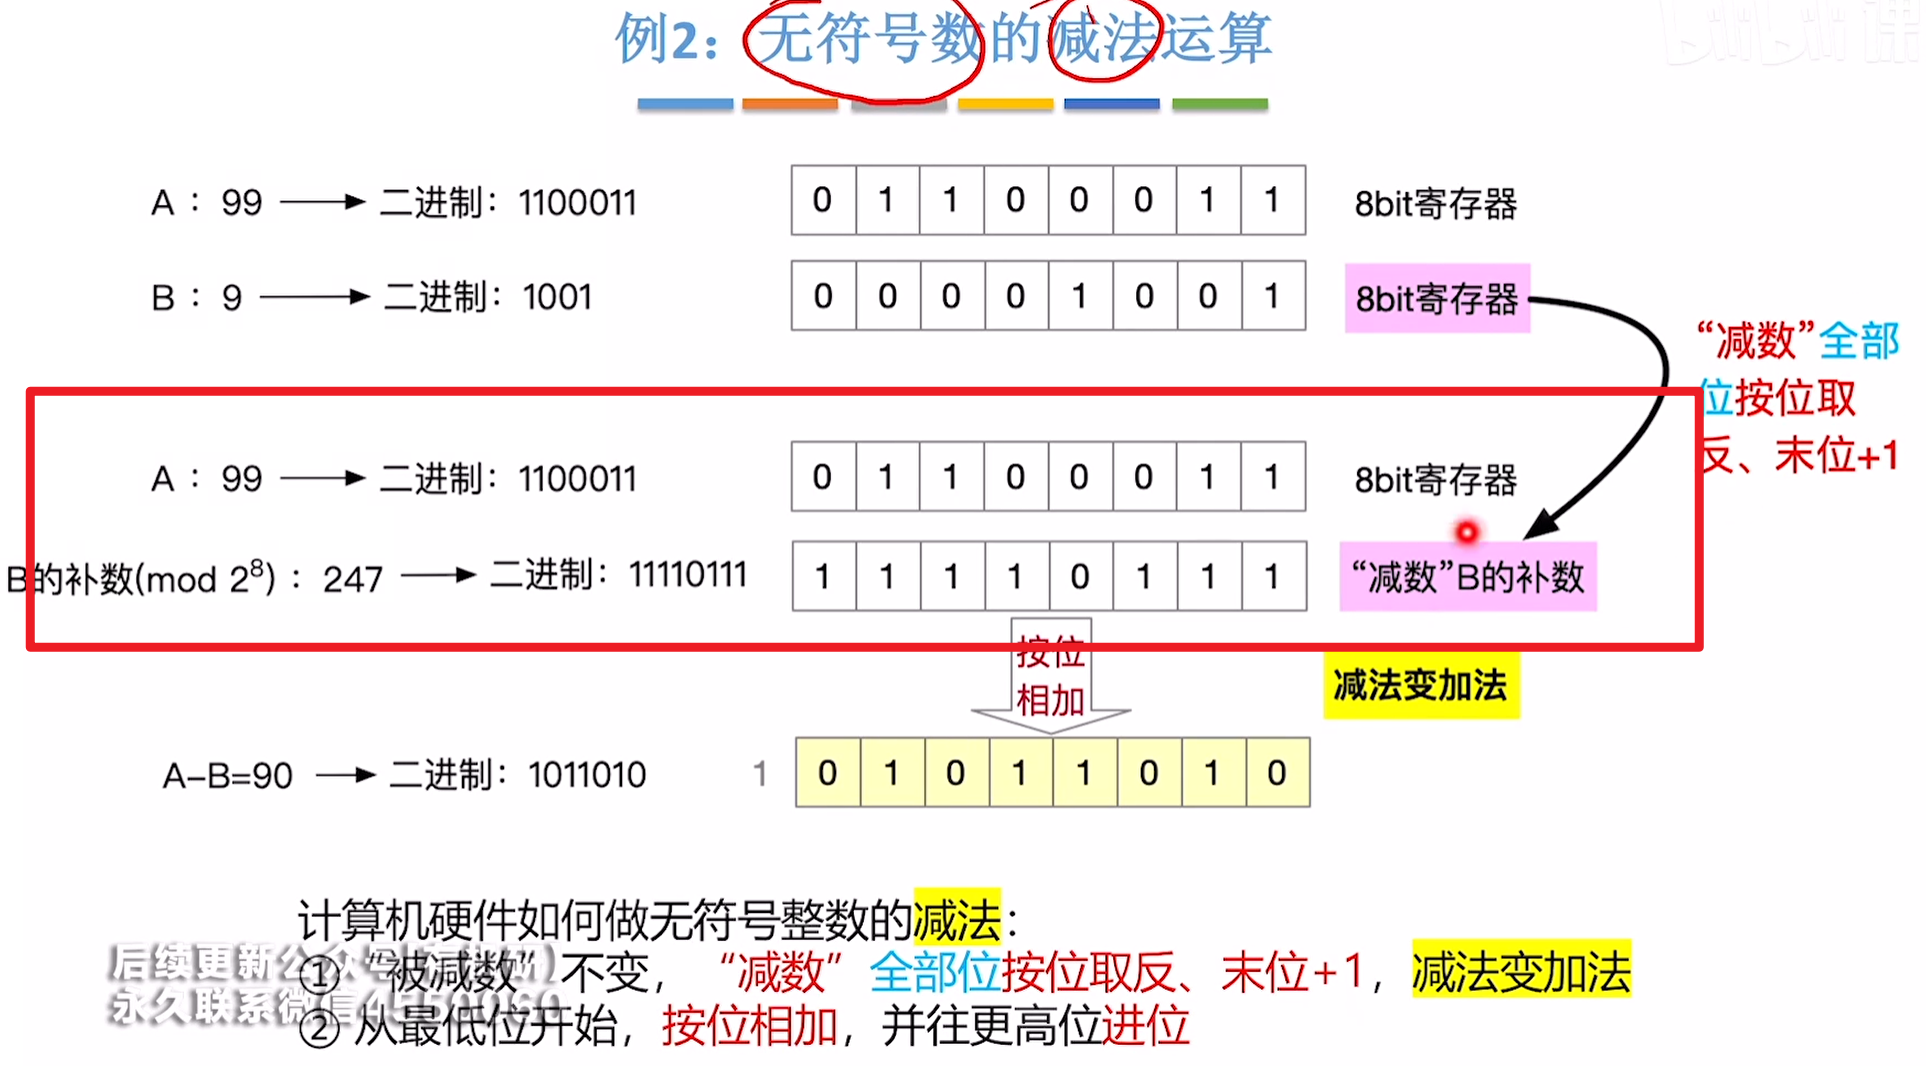 例2：无符号数的减法运算
A： 99 二进制：1100011 0 1 1 0 0 0 1 1 8bit寄存器
B： 9 二进制：1001 0 0 0 0 1 0 0 1 8bit寄存器
“减数”全部
位按位取
反、末位+1
A： 99 二进制：1100011 0 1 1 0 0 0 1 1 8bit寄存器
B的补数(mod 2⁸)：247 二进制：11110111 1 1 1 1 0 1 1 1 “减数”B的补数
按位
相加
减法变加法
A-B=90 二进制：1011010 1 0 1 0 1 1 0 1 0
计算机硬件如何做无符号整数的减法：
①“被减数”不变，“减数”全部位按位取反、末位+1，减法变加法
② 从最低位开始，按位相加，并往更高位进位
后续更新公众号
永久联系微信4550060